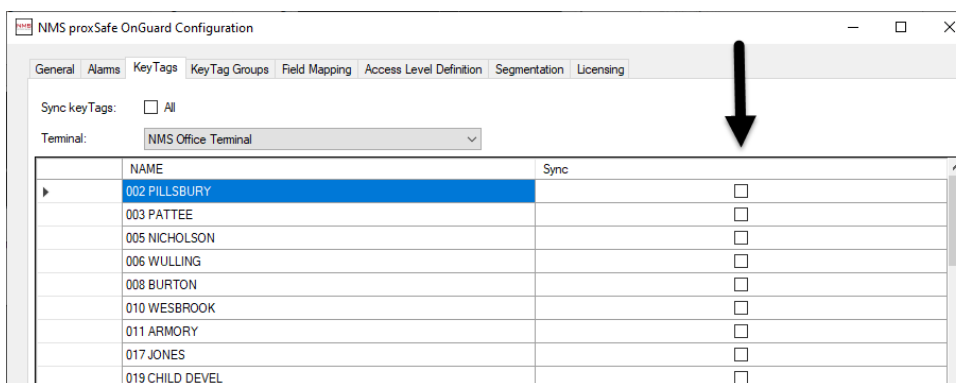 NMS NMS proxSafe OnGuard Configuration
General Alarms KeyTags KeyTag Groups Field Mapping Access Level Definition Segmentation Licensing
Sync keyTags: All
Terminal: NMS Office Terminal
NAME Sync
002 PILLSBURY
003 PATTEE
005 NICHOLSON
006 WULLING
008 BURTON
010 WESBROOK
011 ARMORY
017 JONES
019 CHILD DEVEL